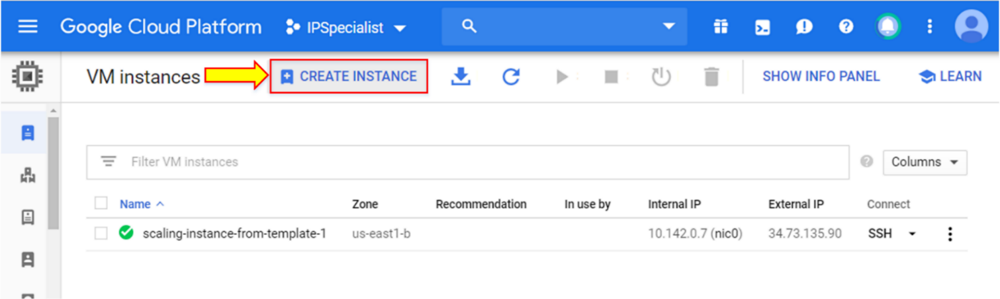 Google Cloud Platform IPSpecialist
VM instances CREATE INSTANCE SHOW INFO PANEL LEARN
Filter VM instances Columns
Name Zone Recommendation In use by Internal IP External IP Connect
scaling-instance-from-template-1 us-east1-b 10.142.0.7 (nic0) 34.73.135.90 SSH